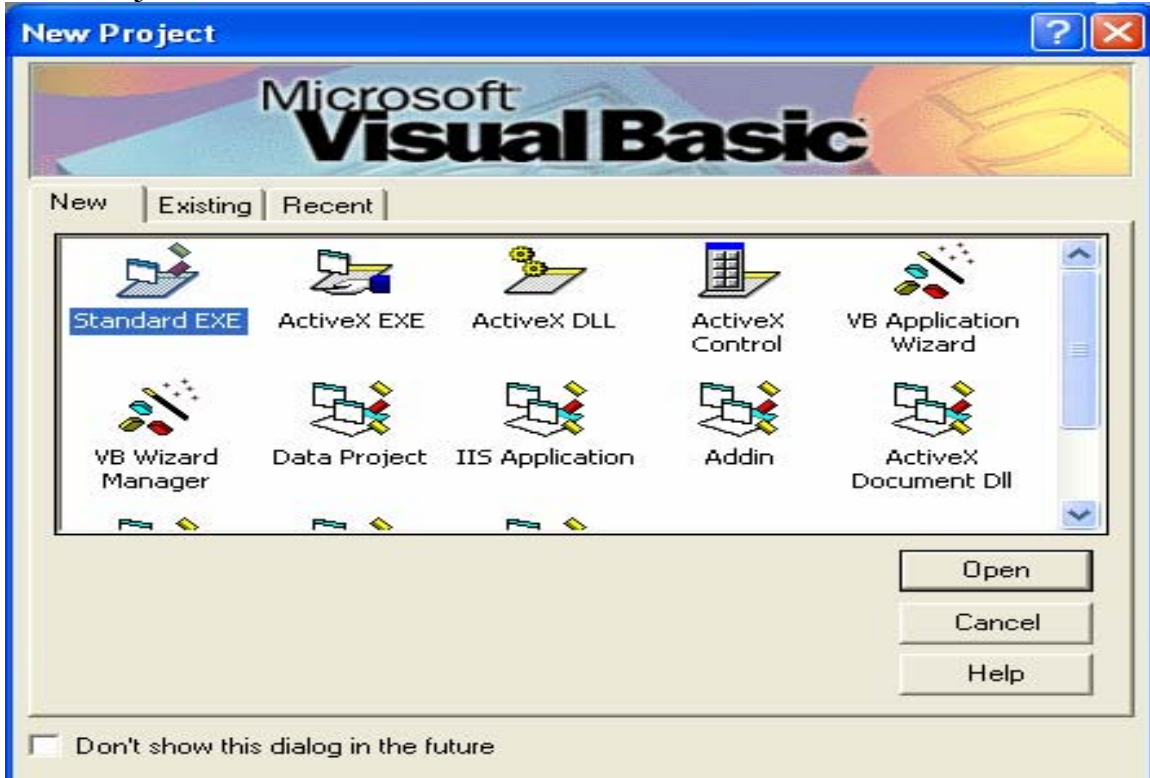 New Project
Microsoft
Visual Basic
New Existing Recent
Standard EXE ActiveX EXE ActiveX DLL ActiveX Control VB Application Wizard
VB Wizard Manager Data Project IIS Application Addin ActiveX Document Dll
Open
Cancel
Help
Don't show this dialog in the future